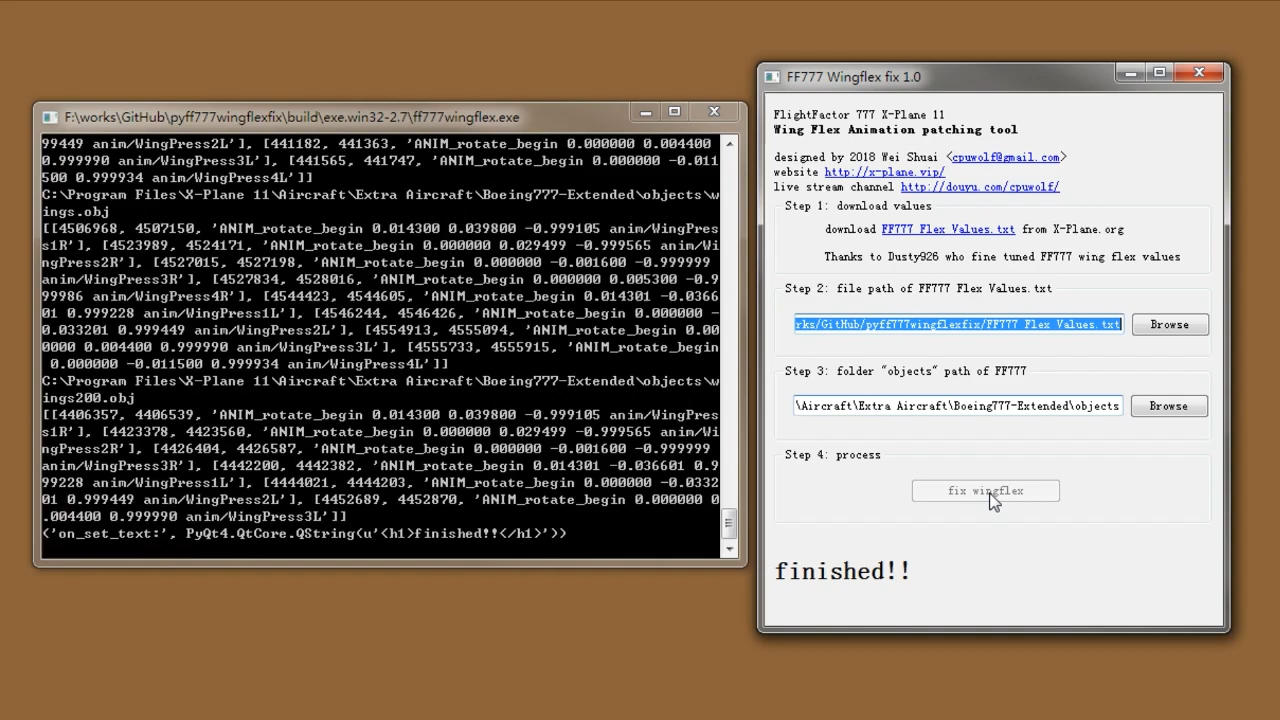 F:\works\GitHub\pyff777wingflexfix\build\exe.win32-2.7\ff777wingflex.exe
99449 anim/WingPress2L'], [441182, 441363, 'ANIM_rotate_begin 0.000000 0.004400
0.999990 anim/WingPress3L'], [441565, 441747, 'ANIM_rotate_begin 0.000000 -0.011
500 0.999934 anim/WingPress4L']]
C:\Program Files\X-Plane 11\Aircraft\Extra Aircraft\Boeing777-Extended\objects\w
ings.obj
[[4506968, 4507150, 'ANIM_rotate_begin 0.014300 0.039800 -0.999105 anim/WingPres
s1R'], [4523989, 4524171, 'ANIM_rotate_begin 0.000000 0.029499 -0.999565 anim/Win
gPress2R'], [4527015, 4527198, 'ANIM_rotate_begin 0.000000 -0.001600 -0.999999
anim/WingPress3R'], [4527834, 4528016, 'ANIM_rotate_begin 0.000000 0.005300 -0.9
99986 anim/WingPress4R'], [4544423, 4544605, 'ANIM_rotate_begin 0.014301 -0.0366
01 0.999228 anim/WingPress1L'], [4546244, 4546426, 'ANIM_rotate_begin 0.000000
-0.033201 0.999449 anim/WingPress2L'], [4554913, 4555094, 'ANIM_rotate_begin 0.00
0000 0.004400 0.999990 anim/WingPress3L'], [4555733, 4555915, 'ANIM_rotate_begin
0.000000 -0.011500 0.999934 anim/WingPress4L']]
C:\Program Files\X-Plane 11\Aircraft\Extra Aircraft\Boeing777-Extended\objects\w
ings200.obj
[[4406357, 4406539, 'ANIM_rotate_begin 0.014300 0.039800 -0.999105 anim/WingPres
s1R'], [4423378, 4423560, 'ANIM_rotate_begin 0.000000 0.029499 -0.999565 anim/Win
gPress2R'], [4426404, 4426587, 'ANIM_rotate_begin 0.000000 -0.001600 -0.999999
anim/WingPress3R'], [4442200, 4442382, 'ANIM_rotate_begin 0.014301 -0.036601 0.9
99228 anim/WingPress1L'], [4444021, 4444203, 'ANIM_rotate_begin 0.000000 -0.0332
01 0.999449 anim/WingPress2L'], [4452689, 4452870, 'ANIM_rotate_begin 0.000000 0
.004400 0.999990 anim/WingPress3L']]
('on_set_text:', PyQt4.QtCore.QString(u'<h1>finished!!</h1>'))
FF777 Wingflex fix 1.0
FlightFactor 777 X-Plane 11
Wing Flex Animation patching tool
designed by 2018 Wei Shuai <cpuwolf@gmail.com>
website http://x-plane.vip/
live stream channel http://douyu.com/cpuwolf/
Step 1: download values
download FF777 Flex Values.txt from X-Plane.org
Thanks to Dusty926 who fine tuned FF777 wing flex values
Step 2: file path of FF777 Flex Values.txt
rks/GitHub/pyff777wingflexfix/FF777 Flex Values.txt Browse
Step 3: folder "objects" path of FF777
\Aircraft\Extra Aircraft\Boeing777-Extended\objects Browse
Step 4: process
fix wingflex
finished!!